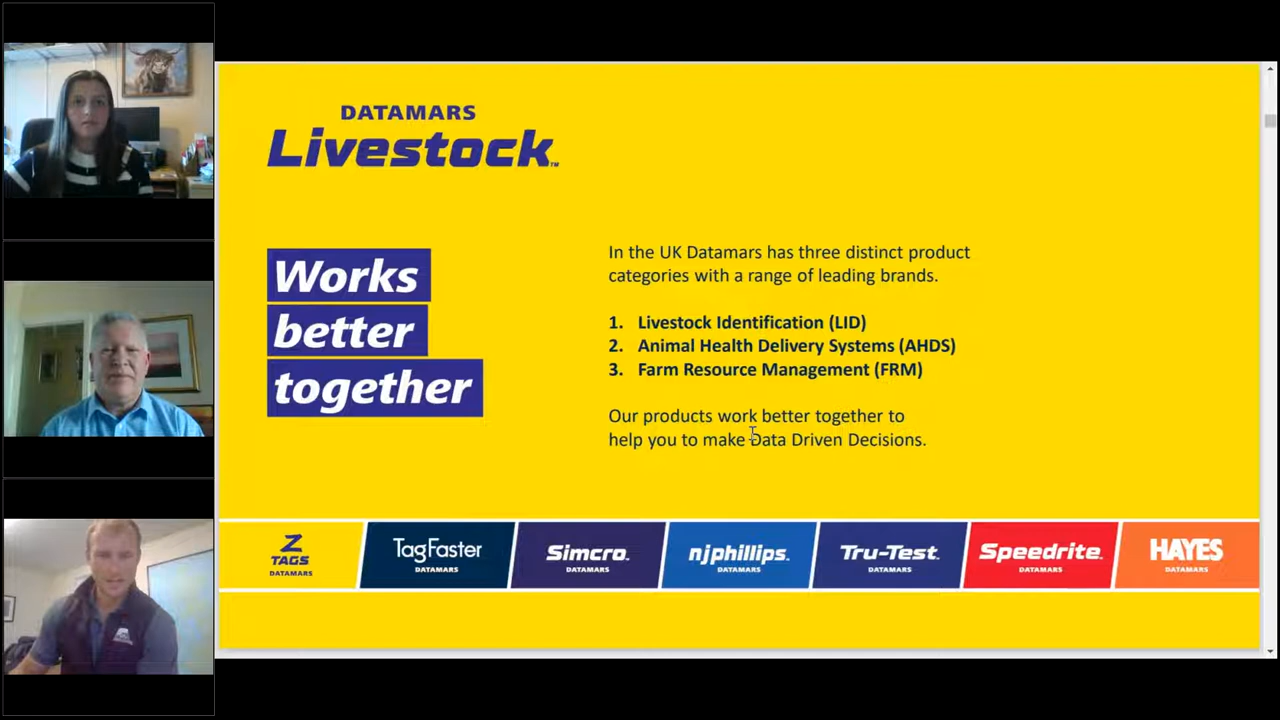 DATAMARS
Livestock™
Works
better
together
In the UK Datamars has three distinct product
categories with a range of leading brands.
1. Livestock Identification (LID)
2. Animal Health Delivery Systems (AHDS)
3. Farm Resource Management (FRM)
Our products work better together to
help you to make Data Driven Decisions.
Z
TAGS
DATAMARS
TagFaster
DATAMARS
Simcro
DATAMARS
njphillips
DATAMARS
Tru-Test
DATAMARS
Speedrite
DATAMARS
HAYES
DATAMARS